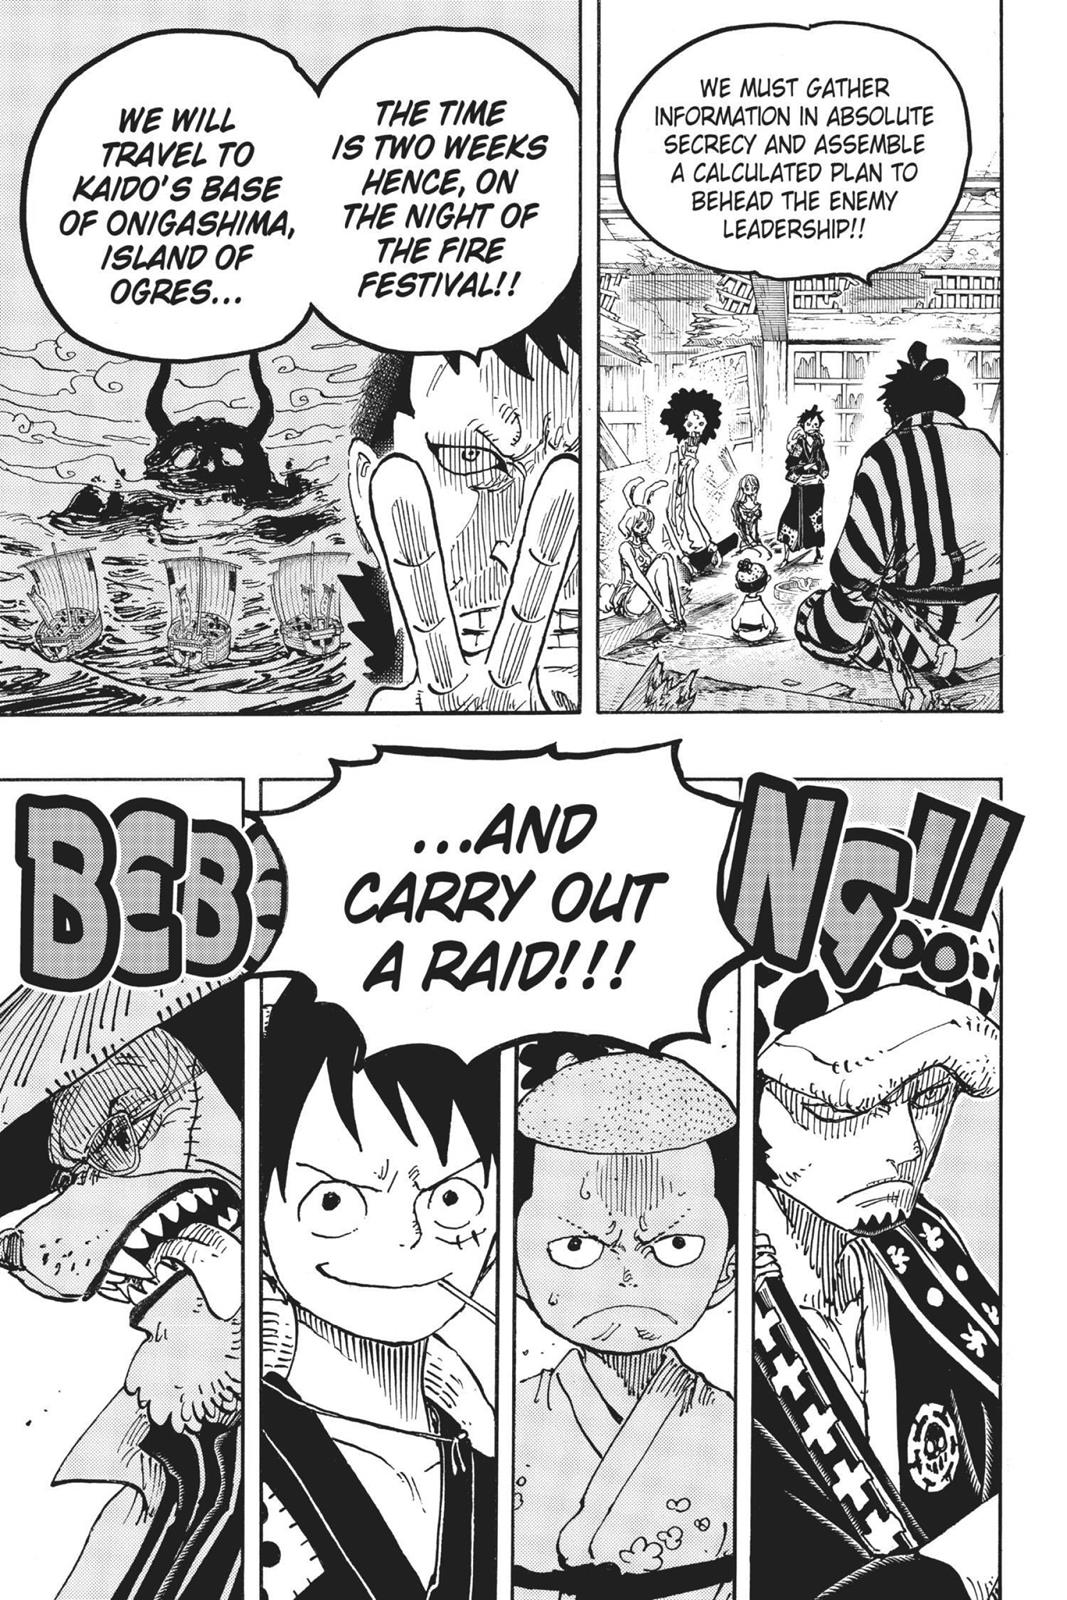 WE MUST GATHER
INFORMATION IN ABSOLUTE
SECRECY AND ASSEMBLE
A CALCULATED PLAN TO
BEHEAD THE ENEMY
LEADERSHIP!!
THE TIME
IS TWO WEEKS
HENCE, ON
THE NIGHT OF
THE FIRE
FESTIVAL!!
WE WILL
TRAVEL TO
KAIDO'S BASE
OF ONIGASHIMA,
ISLAND OF
OGRES...
...AND
CARRY OUT
A RAID!!!
BEBENG!!